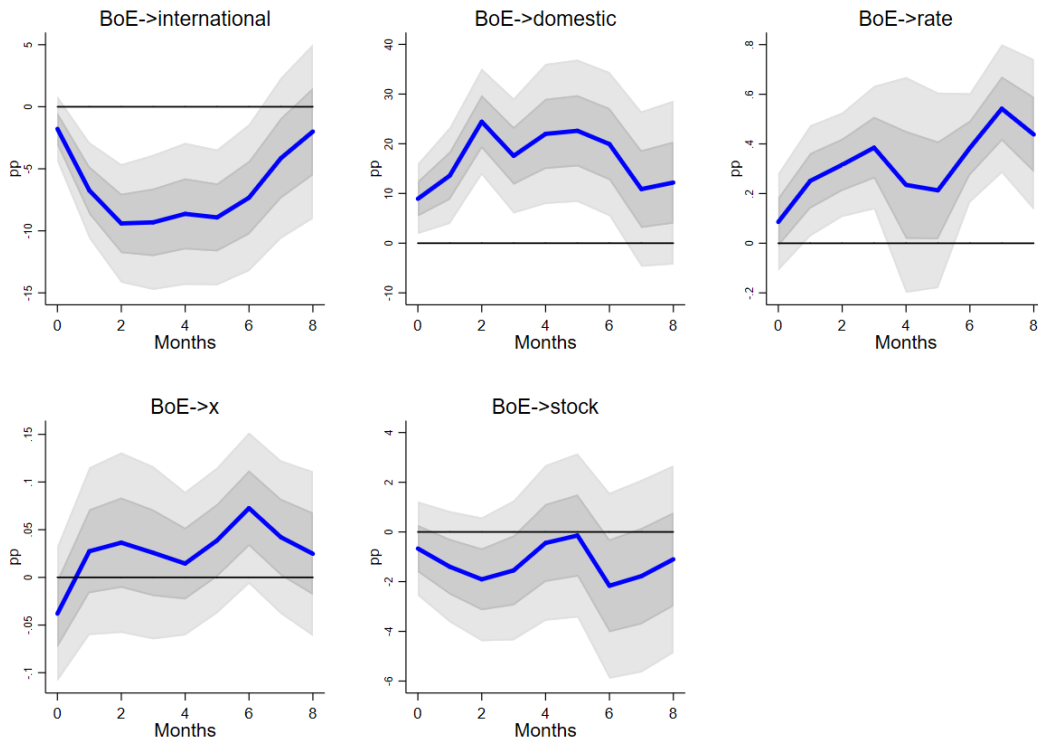 BoE->international
5
0
-5
-10
-15
pp
0 2 4 6 8
Months
BoE->domestic
40
30
20
10
0
-10
pp
0 2 4 6 8
Months
BoE->rate
.8
.6
.4
.2
0
-.2
pp
0 2 4 6 8
Months
BoE->x
.15
.1
.05
0
-.05
-.1
pp
0 2 4 6 8
Months
BoE->stock
4
2
0
-2
-4
-6
pp
0 2 4 6 8
Months